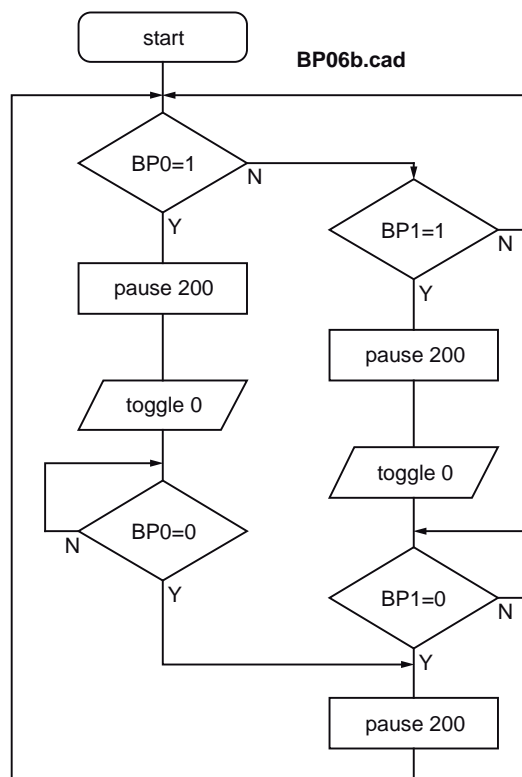 start
BP06b.cad
BP0=1
N
Y
BP1=1
N
Y
pause 200
pause 200
toggle 0
toggle 0
BP0=0
N
Y
BP1=0
N
Y
pause 200